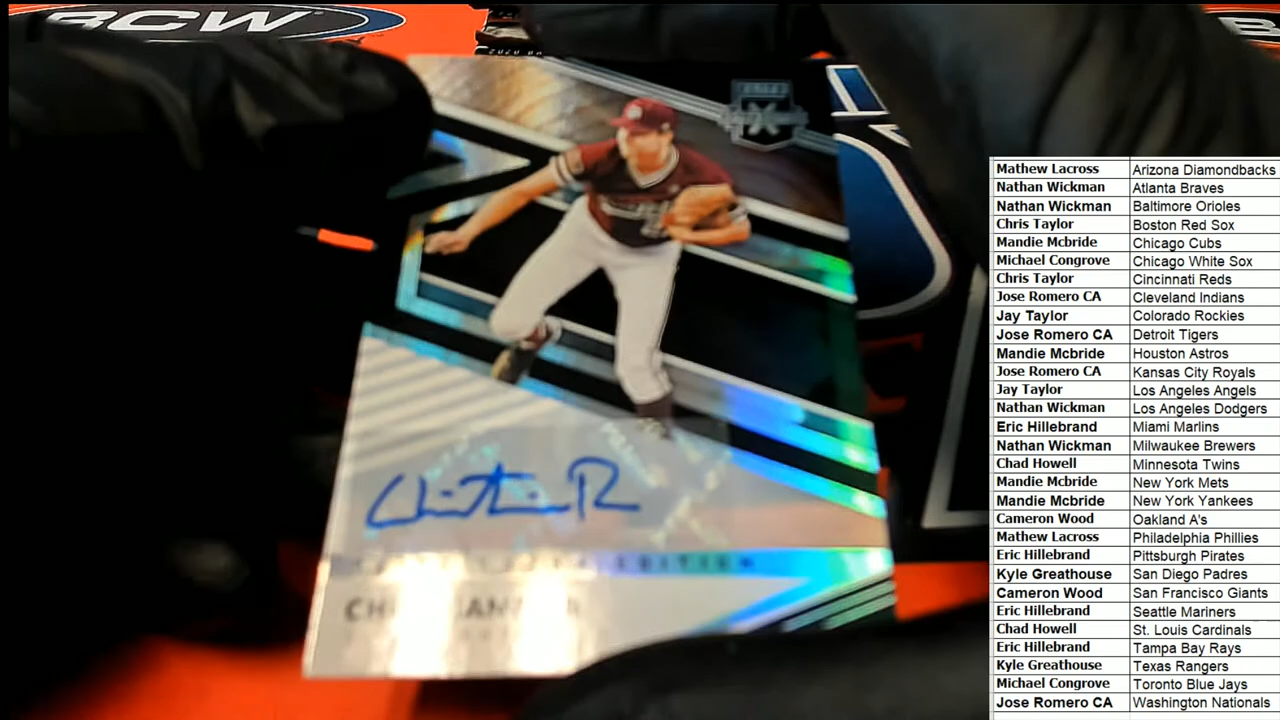 BCW
2020
X
EDITION
Mathew Lacross Arizona Diamondbacks
Nathan Wickman Atlanta Braves
Nathan Wickman Baltimore Orioles
Chris Taylor Boston Red Sox
Mandie Mcbride Chicago Cubs
Michael Congrove Chicago White Sox
Chris Taylor Cincinnati Reds
Jose Romero CA Cleveland Indians
Jay Taylor Colorado Rockies
Jose Romero CA Detroit Tigers
Mandie Mcbride Houston Astros
Jose Romero CA Kansas City Royals
Jay Taylor Los Angeles Angels
Nathan Wickman Los Angeles Dodgers
Eric Hillebrand Miami Marlins
Nathan Wickman Milwaukee Brewers
Chad Howell Minnesota Twins
Mandie Mcbride New York Mets
Mandie Mcbride New York Yankees
Cameron Wood Oakland A's
Mathew Lacross Philadelphia Phillies
Eric Hillebrand Pittsburgh Pirates
Kyle Greathouse San Diego Padres
Cameron Wood San Francisco Giants
Eric Hillebrand Seattle Mariners
Chad Howell St. Louis Cardinals
Eric Hillebrand Tampa Bay Rays
Kyle Greathouse Texas Rangers
Michael Congrove Toronto Blue Jays
Jose Romero CA Washington Nationals